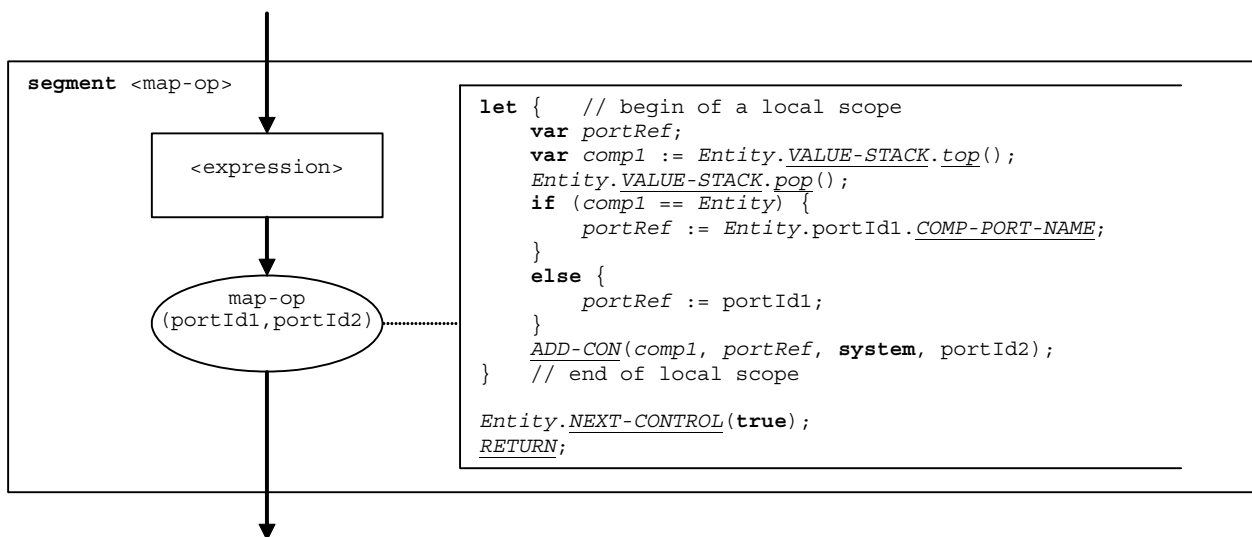 segment <map-op>
<expression>
map-op
(portId1,portId2)
let {   // begin of a local scope
    var portRef;
    var comp1 := Entity.VALUE-STACK.top();
    Entity.VALUE-STACK.pop();
    if (comp1 == Entity) {
        portRef := Entity.portId1.COMP-PORT-NAME;
    }
    else {
        portRef := portId1;
    }
    ADD-CON(comp1, portRef, system, portId2);
}   // end of local scope
Entity.NEXT-CONTROL(true);
RETURN;